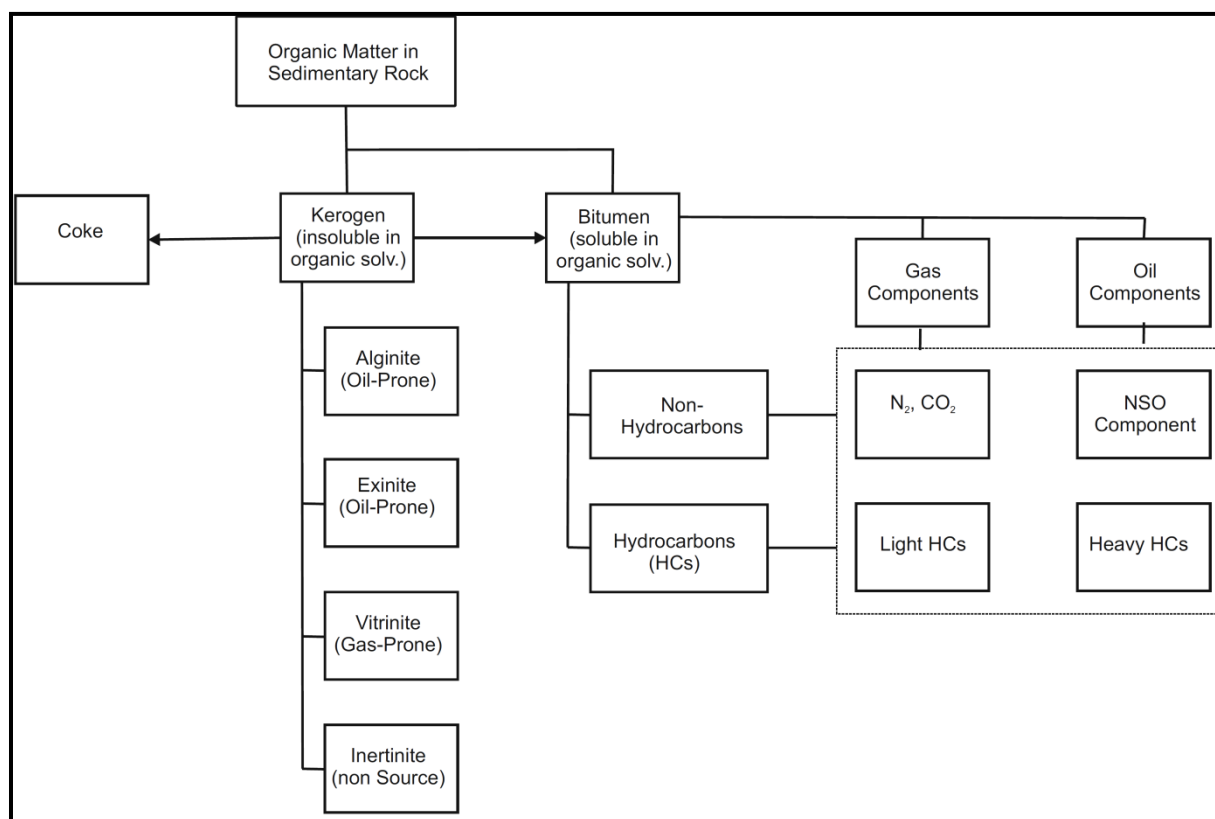 Organic Matter in
Sedimentary Rock
Coke
Kerogen
(insoluble in
organic solv.)
Bitumen
(soluble in
organic solv.)
Gas
Components
Oil
Components
Alginite
(Oil-Prone)
Non-
Hydrocarbons
N₂, CO₂
NSO
Component
Exinite
(Oil-Prone)
Hydrocarbons
(HCs)
Light HCs
Heavy HCs
Vitrinite
(Gas-Prone)
Inertinite
(non Source)